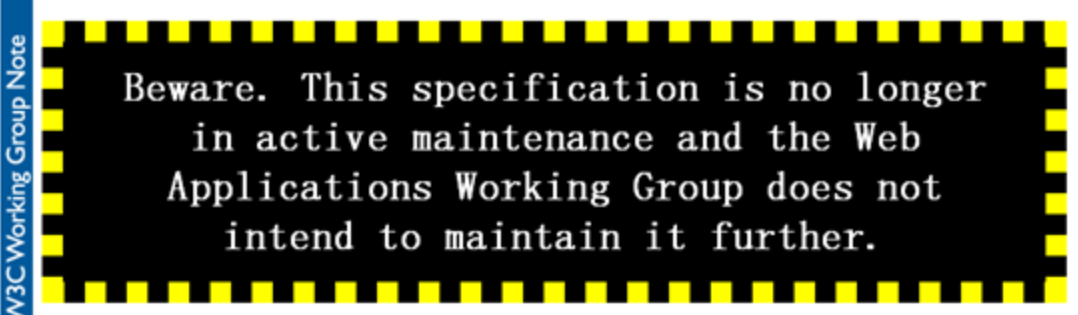 W3C Working Group Note
Beware. This specification is no longer
in active maintenance and the Web
Applications Working Group does not
intend to maintain it further.